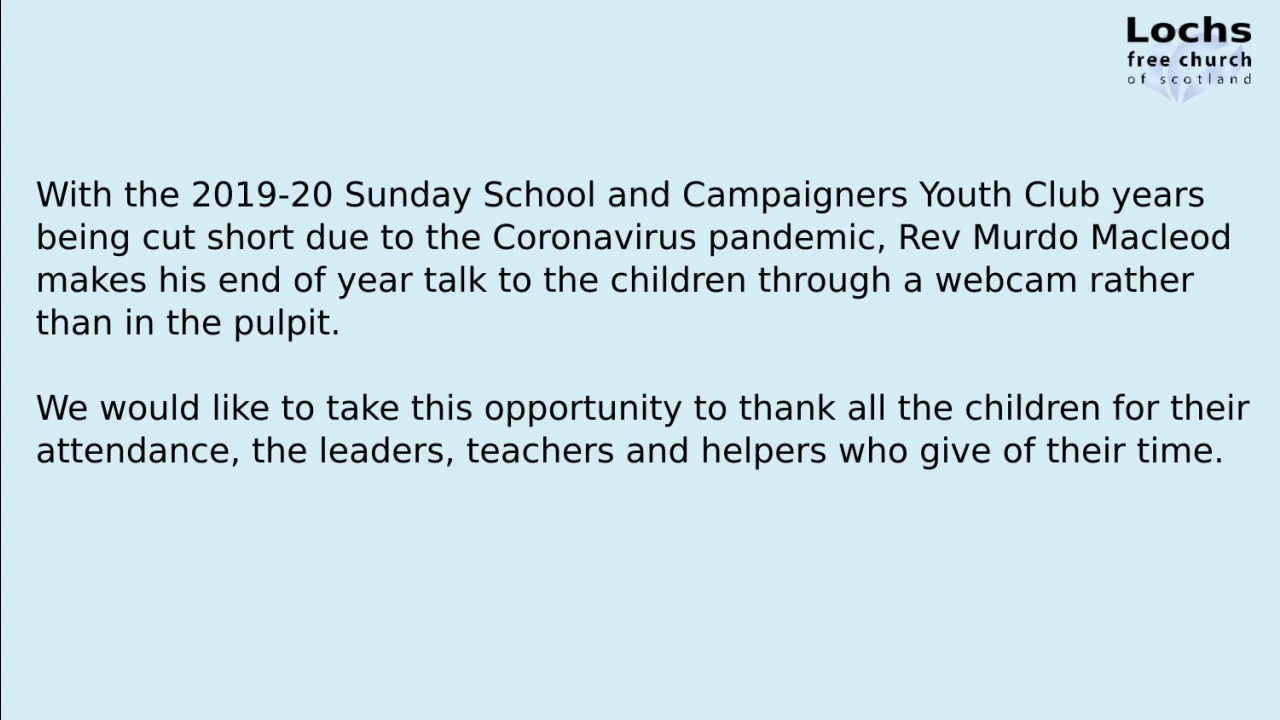 Lochs
free church
of scotland
With the 2019-20 Sunday School and Campaigners Youth Club years
being cut short due to the Coronavirus pandemic, Rev Murdo Macleod
makes his end of year talk to the children through a webcam rather
than in the pulpit.
We would like to take this opportunity to thank all the children for their
attendance, the leaders, teachers and helpers who give of their time.